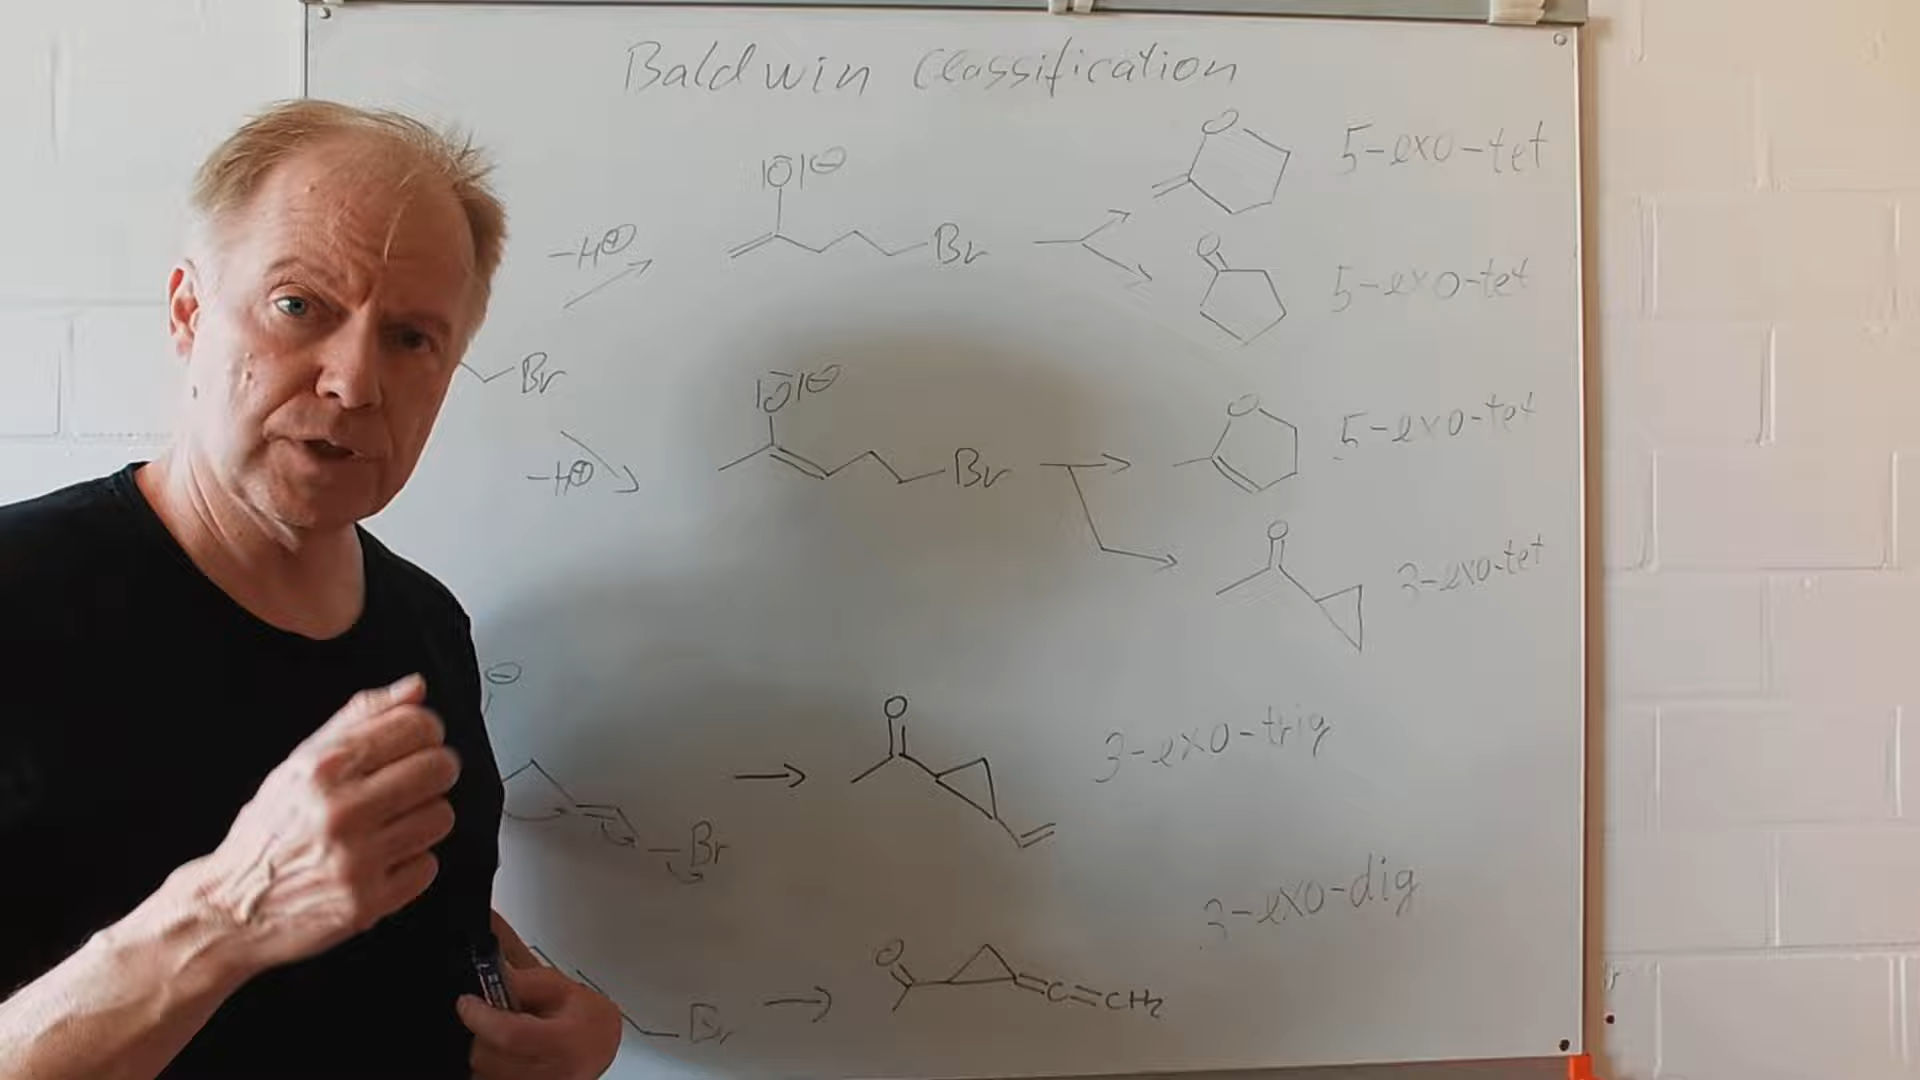 Baldwin Classification
O 5-exo-tet
|O|⊖
-H⊕ Br
O 5-exo-tet
Br
|O|⊖
O 5-exo-tet
-H⊕ Br
O
3-exo-tet
⊖
O 3-exo-trig
Br
3-exo-dig
O
=C=CH2
Br